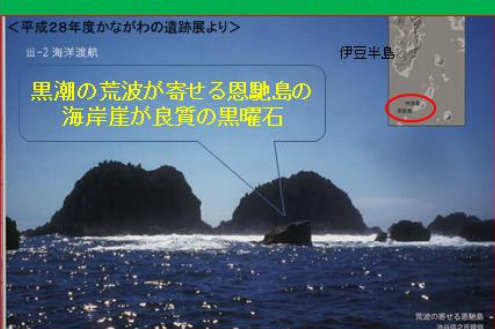 ＜平成28年度かながわの遺跡展より＞
ⅲ-2 海洋渡航
伊豆半島
黒潮の荒波が寄せる恩馳島の
海岸崖が良質の黒曜石
荒波の寄せる恩馳島